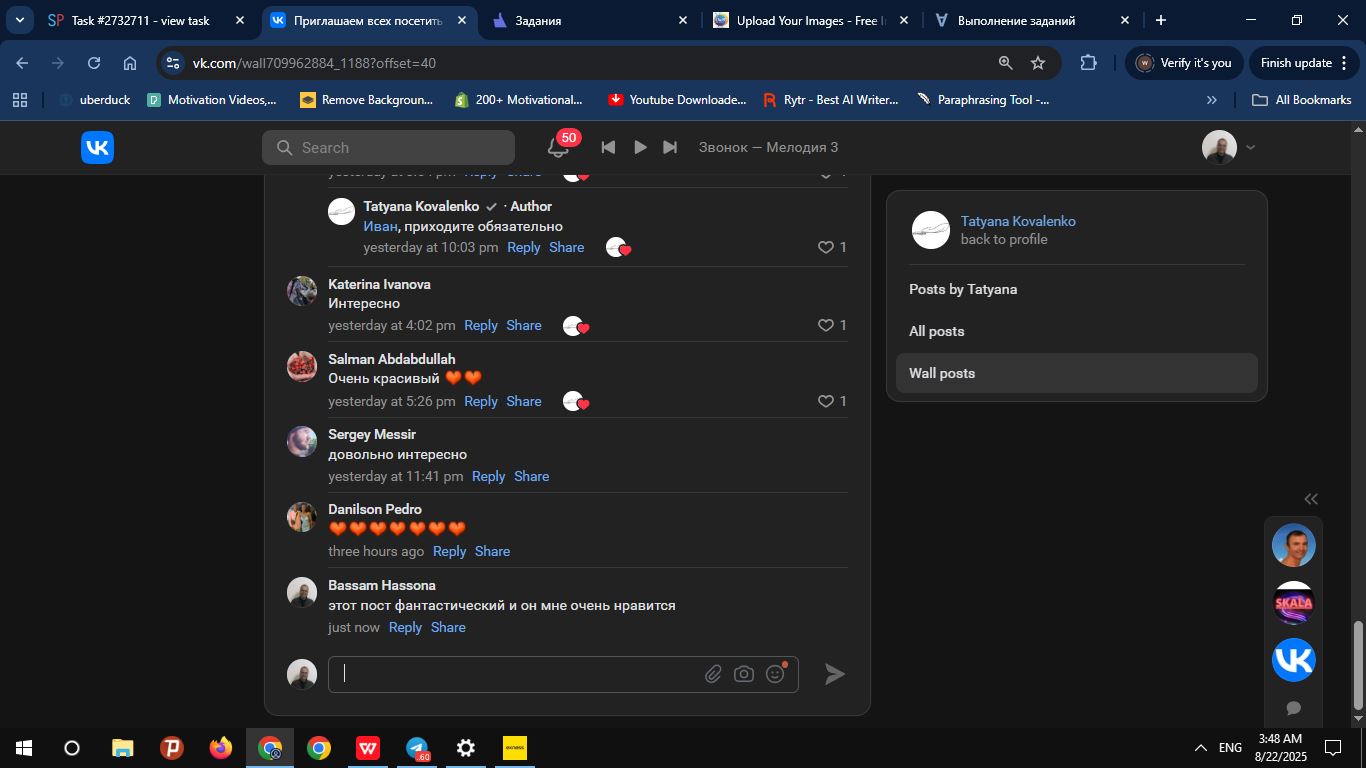 Task #2732711 - view task
Приглашаем всех посетить
Задания
Upload Your Images - Free I
Выполнение заданий
vk.com/wall709962884_1188?offset=40
Verify it's you
Finish update
uberduck
Motivation Videos,...
Remove Backgroun...
200+ Motivational...
Youtube Downloade...
Rytr - Best AI Writer...
Paraphrasing Tool -...
All Bookmarks
Search
50
Звонок — Мелодия 3
Tatyana Kovalenko · Author
Иван, приходите обязательно
yesterday at 10:03 pm Reply Share 1
Katerina Ivanova
Интересно
yesterday at 4:02 pm Reply Share 1
Salman Abdabdullah
Очень красивый
yesterday at 5:26 pm Reply Share 1
Sergey Messir
довольно интересно
yesterday at 11:41 pm Reply Share
Danilson Pedro
three hours ago Reply Share
Bassam Hassona
этот пост фантастический и он мне очень нравится
just now Reply Share
Tatyana Kovalenko
back to profile
Posts by Tatyana
All posts
Wall posts
SKALA
ENG
3:48 AM
8/22/2025